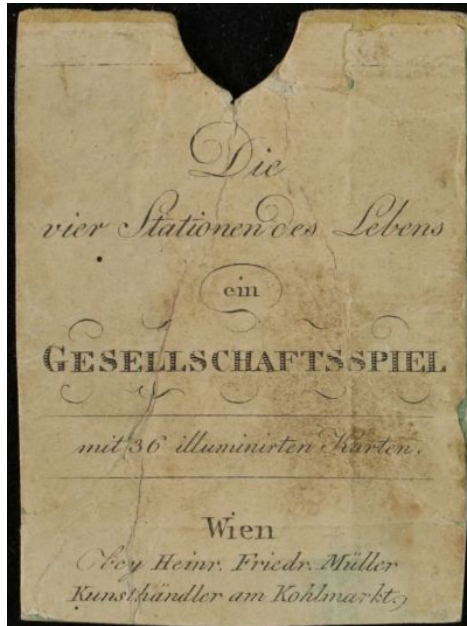 Die
vier Stationen des Lebens
ein
GESELLSCHAFTSSPIEL
mit 36 illuminirten Karten.
Wien
bey Heinr. Friedr. Müller
Kunsthändler am Kohlmarkt.